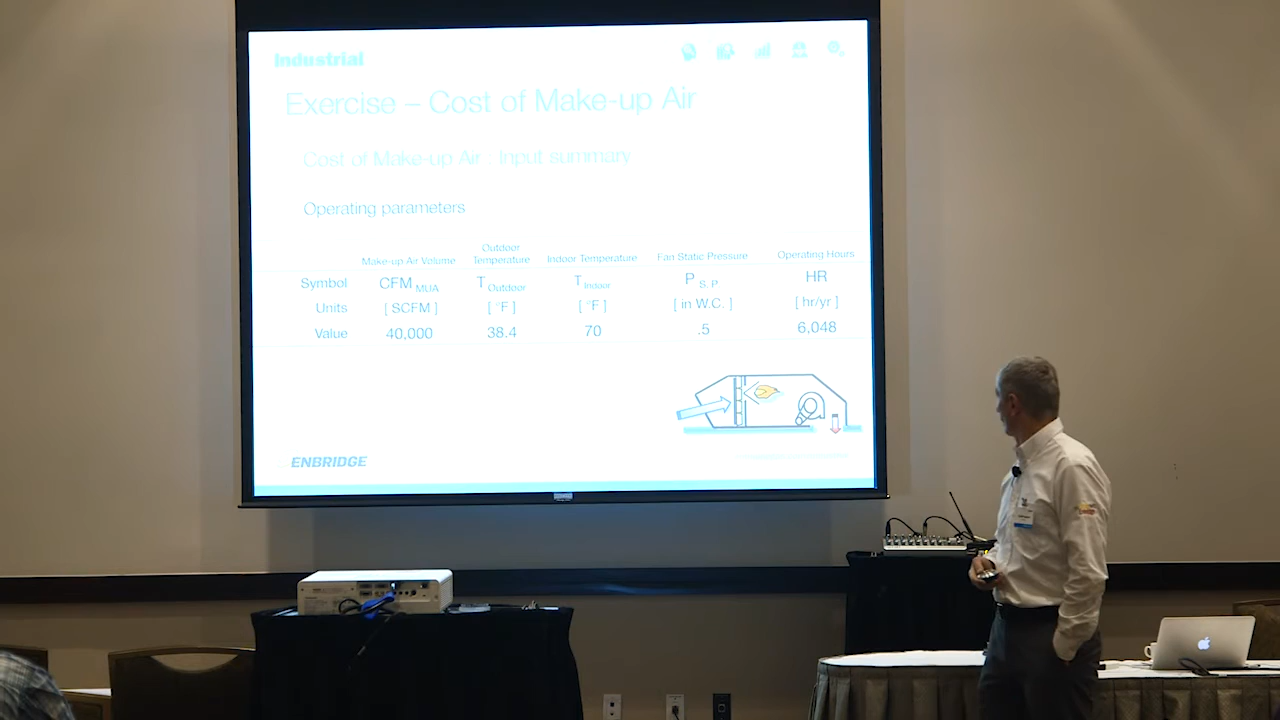 Industrial
Exercise – Cost of Make-up Air
Cost of Make-up Air . Input summary
Operating parameters
Make-up Air Volume Outdoor Temperature Indoor Temperature Fan Static Pressure Operating Hours
Symbol CFM MUA T Outdoor T Indoor P S. P HR
Units [ SCFM ] [ °F ] [ °F ] [ in W.C. ] [ hr/yr ]
Value 40,000 38.4 70 .5 6,048
ENBRIDGE